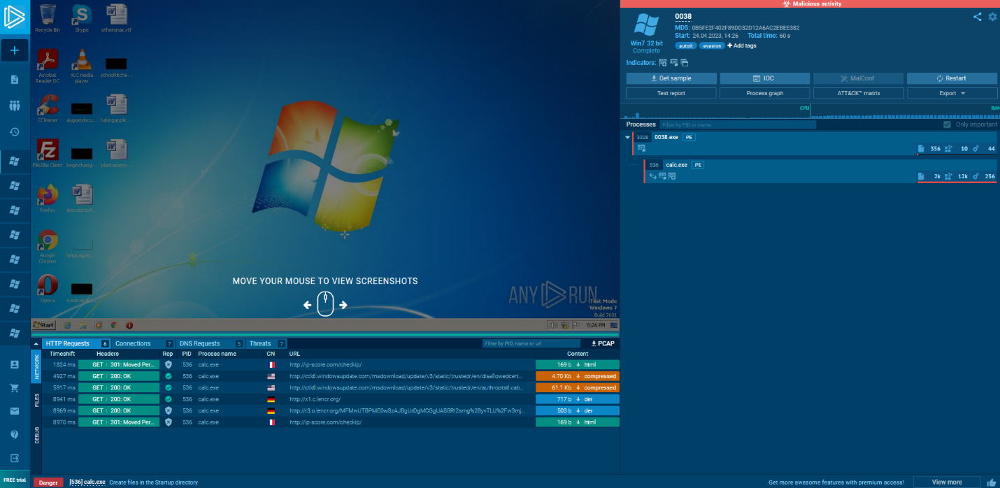 Malicious activity
Recycle Bin
Skype
othersmac.rtf
Acrobat Reader DC
VLC media player
schoolkitche...
CCleaner
augustdocu...
takingapplic...
FileZilla Client
beginchang...
plantassess...
Firefox
descriptionf...
Google Chrome
languagetd...
Opera
medicalcat...
MOVE YOUR MOUSE TO VIEW SCREENSHOTS
ANY RUN
Test Mode
Windows 7
Build 7601
Start
8:26 PM
0038
MD5: 0B5FE2F402F89DD32D12A6AC2EBEE382
Start: 24.04.2023, 14:26 Total time: 60 s
Win7 32 bit
Complete
autoit evasion + Add tags
Indicators:
Get sample IOC MalConf Restart
Text report Process graph ATT&CK™ matrix Export
CPU RAM
Processes Filter by PID or name Only important
3328 0038.exe PE
356 10 44
536 calc.exe PE
2k 12k 236
HTTP Requests 6 Connections 7 DNS Requests 5 Threats 7 Filter by PID, name or url PCAP
NETWORK
FILES
DEBUG
Timeshift Headers Rep PID Process name CN URL Content
1824 ms GET 301: Moved Per... 536 calc.exe http://ip-score.com/checkip/ 169 b html
4927 ms GET 200: OK 536 calc.exe http://ctldl.windowsupdate.com/msdownload/update/v3/static/trustedr/en/disallowedcert... 4.70 Kb compressed
5917 ms GET 200: OK 536 calc.exe http://ctldl.windowsupdate.com/msdownload/update/v3/static/trustedr/en/authrootstl.cab... 61.1 Kb compressed
8941 ms GET 200: OK 536 calc.exe http://x1.c.lencr.org/ 717 b der
8969 ms GET 200: OK 536 calc.exe http://r3.o.lencr.org/MFMwUTBPME0wSzAJBgUrDgMCGgUABBRI2smg%2ByvTLU%2Fw3mj... 503 b der
8970 ms GET 301: Moved Per... 536 calc.exe http://ip-score.com/checkip/ 169 b html
FREE trial
Danger [536] calc.exe Create files in the Startup directory
Get more awesome features with premium access! View more